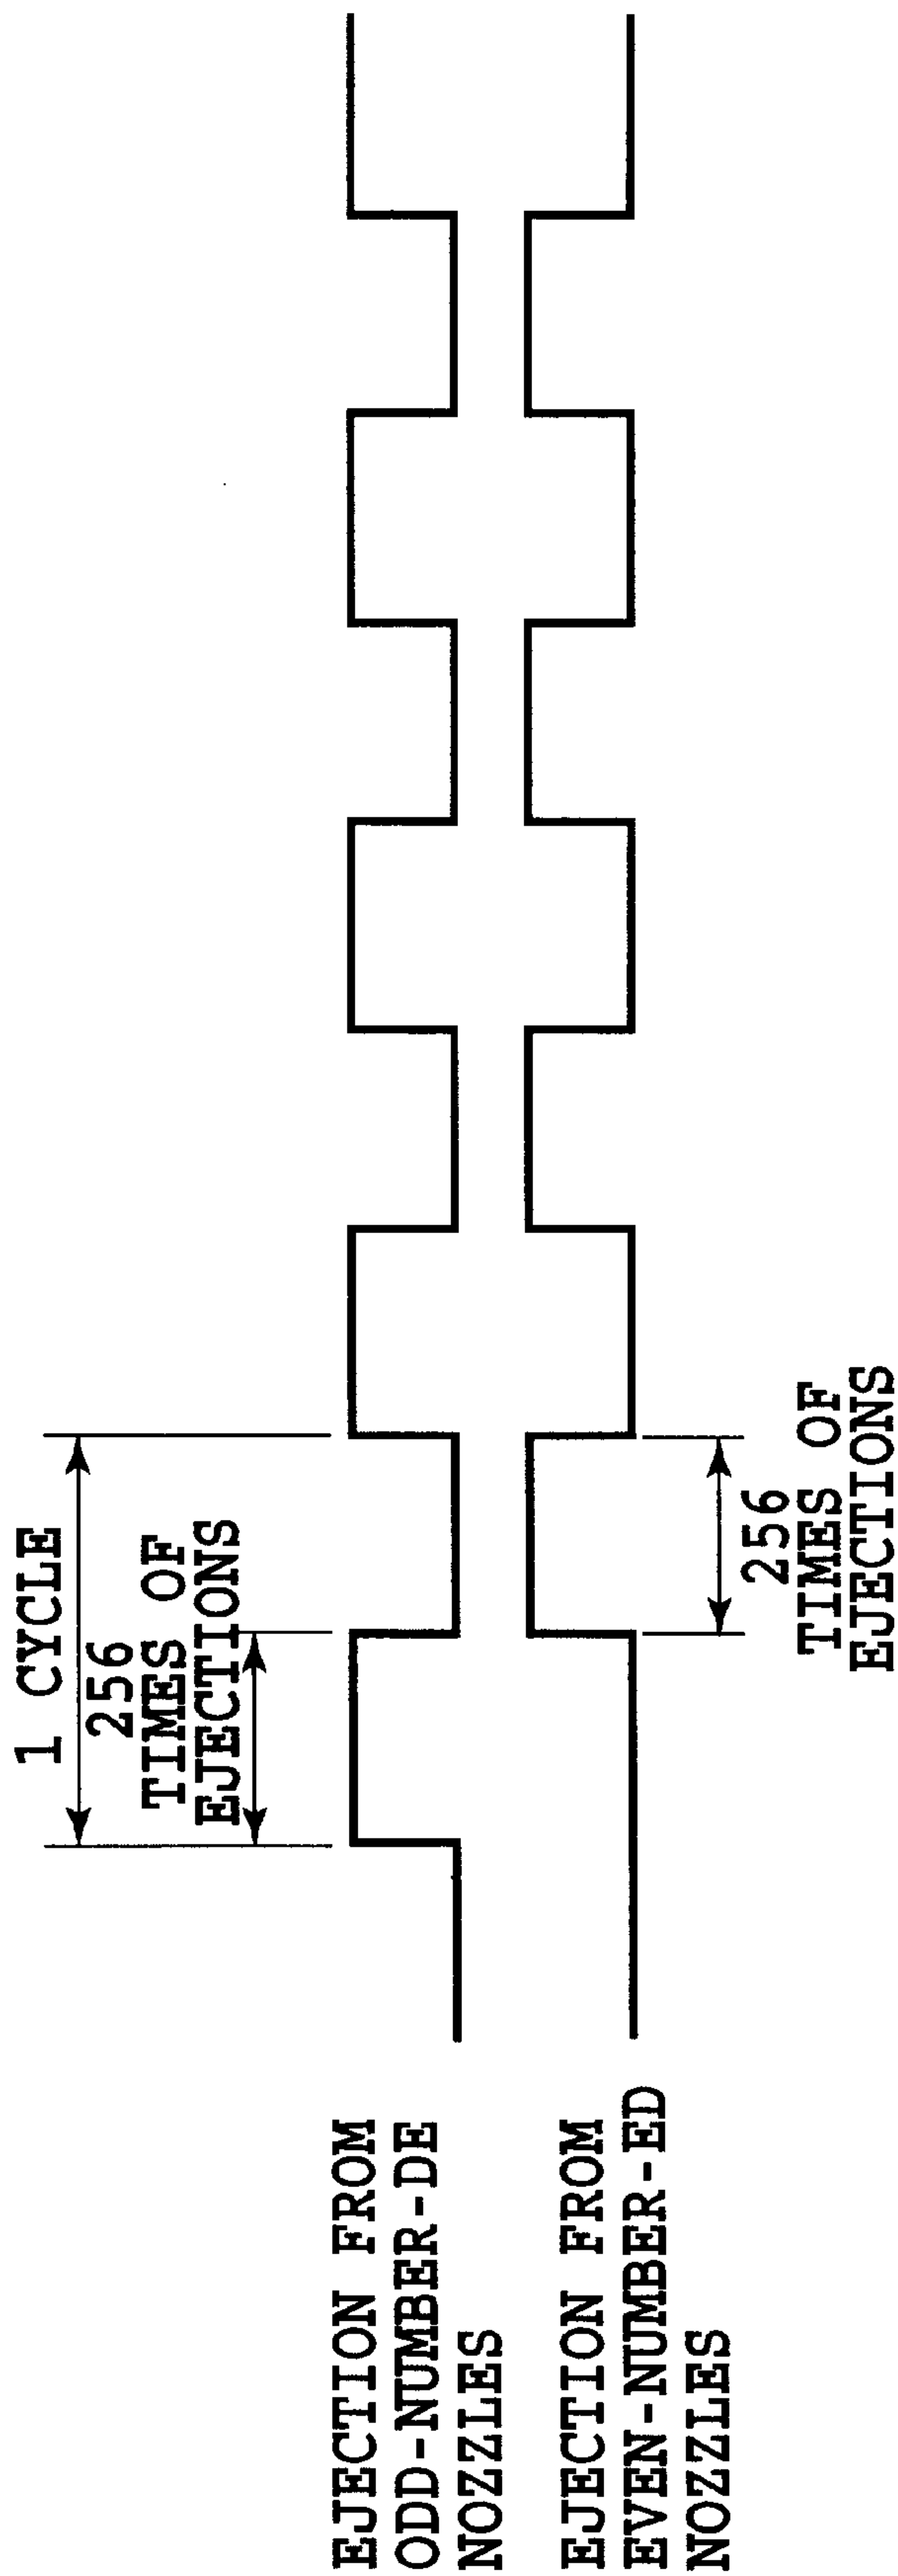 1 CYCLE
256
TIMES OF
EJECTIONS
EJECTION FROM
ODD-NUMBER-DE
NOZZLES
EJECTION FROM
EVEN-NUMBER-ED
NOZZLES
256
TIMES OF
EJECTIONS